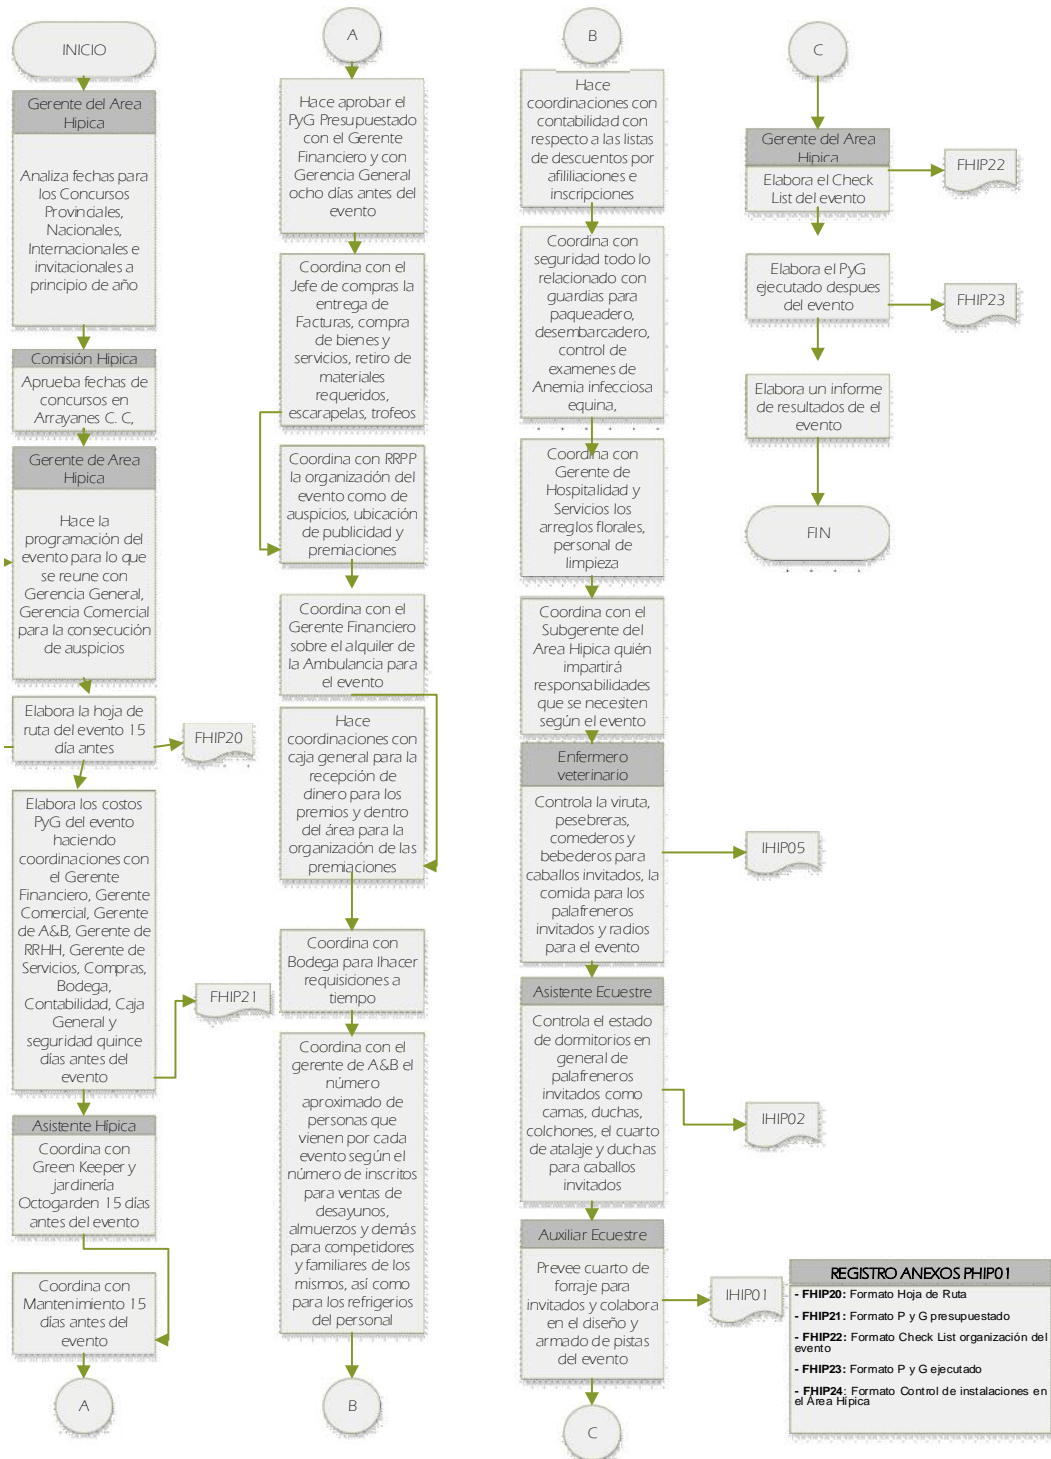 INICIO
Gerente del Area
Hipica
Analiza fechas para
los Concursos
Provinciales,
Nacionales,
Internacionales e
invitacionales a
principio de año
Comisión Hipica
Aprueba fechas de
concursos en
Arrayanes C. C,
Gerente de Area
Hipica
Hace la
programación del
evento para lo que
se reune con
Gerencia General,
Gerencia Comercial
para la consecución
de auspicios
Elabora la hoja de
ruta del evento 15
día antes
FHIP20
Elabora los costos
PyG del evento
haciendo
coordinaciones con
el Gerente
Financiero, Gerente
Comercial, Gerente
de A&B, Gerente de
RRHH, Gerente de
Servicios, Compras,
Bodega,
Contabilidad, Caja
General y
seguridad quince
días antes del
evento
FHIP21
Asistente Hípica
Coordina con
Green Keeper y
jardinería
Octogarden 15 días
antes del evento
Coordina con
Mantenimiento 15
días antes del
evento
A
A
Hace aprobar el
PyG Presupuestado
con el Gerente
Financiero y con
Gerencia General
ocho días antes del
evento
Coordina con el
Jefe de compras la
entrega de
Facturas, compra
de bienes y
servicios, retiro de
materiales
requeridos,
escarapelas, trofeos
Coordina con RRPP
la organización del
evento como de
auspicios, ubicación
de publicidad y
premiaciones
Coordina con el
Gerente Financiero
sobre el alquiler de
la Ambulancia para
el evento
Hace
coordinaciones con
caja general para la
recepción de
dinero para los
premios y dentro
del área para la
organización de las
premiaciones
Coordina con
Bodega para lhacer
requisiciones a
tiempo
Coordina con el
gerente de A&B el
número
aproximado de
personas que
vienen por cada
evento según el
número de inscritos
para ventas de
desayunos,
almuerzos y demás
para competidores
y familiares de los
mismos, así como
para los refrigerios
del personal
B
B
Hace
coordinaciones con
contabilidad con
respecto a las listas
de descuentos por
afililiaciones e
inscripciones
Coordina con
seguridad todo lo
relacionado con
guardias para
paqueadero,
desembarcadero,
control de
examenes de
Anemia infecciosa
equina,
Coordina con
Gerente de
Hospitalidad y
Servicios los
arreglos florales,
personal de
limpieza
Coordina con el
Subgerente del
Area Hipica quién
impartirá
responsabilidades
que se necesiten
según el evento
Enfermero
veterinario
Controla la viruta,
pesebreras,
comederos y
bebederos para
caballos invitados, la
comida para los
palafreneros
invitados y radios
para el evento
IHIP05
Asistente Ecuestre
Controla el estado
de dormitorios en
general de
palafreneros
invitados como
camas, duchas,
colchones, el cuarto
de atalaje y duchas
para caballos
invitados
IHIP02
Auxiliar Ecuestre
Prevee cuarto de
forraje para
invitados y colabora
en el diseño y
armado de pistas
del evento
IHIP01
C
C
Gerente del Area
Hipica
Elabora el Check
List del evento
FHIP22
Elabora el PyG
ejecutado despues
del evento
FHIP23
Elabora un informe
de resultados de el
evento
FIN
REGISTRO ANEXOS PHIP01
- FHIP20: Formato Hoja de Ruta
- FHIP21: Formato P y G presupuestado
- FHIP22: Formato Check List organización del
evento
- FHIP23: Formato P y G ejecutado
- FHIP24: Formato Control de instalaciones en
el Área Hípica